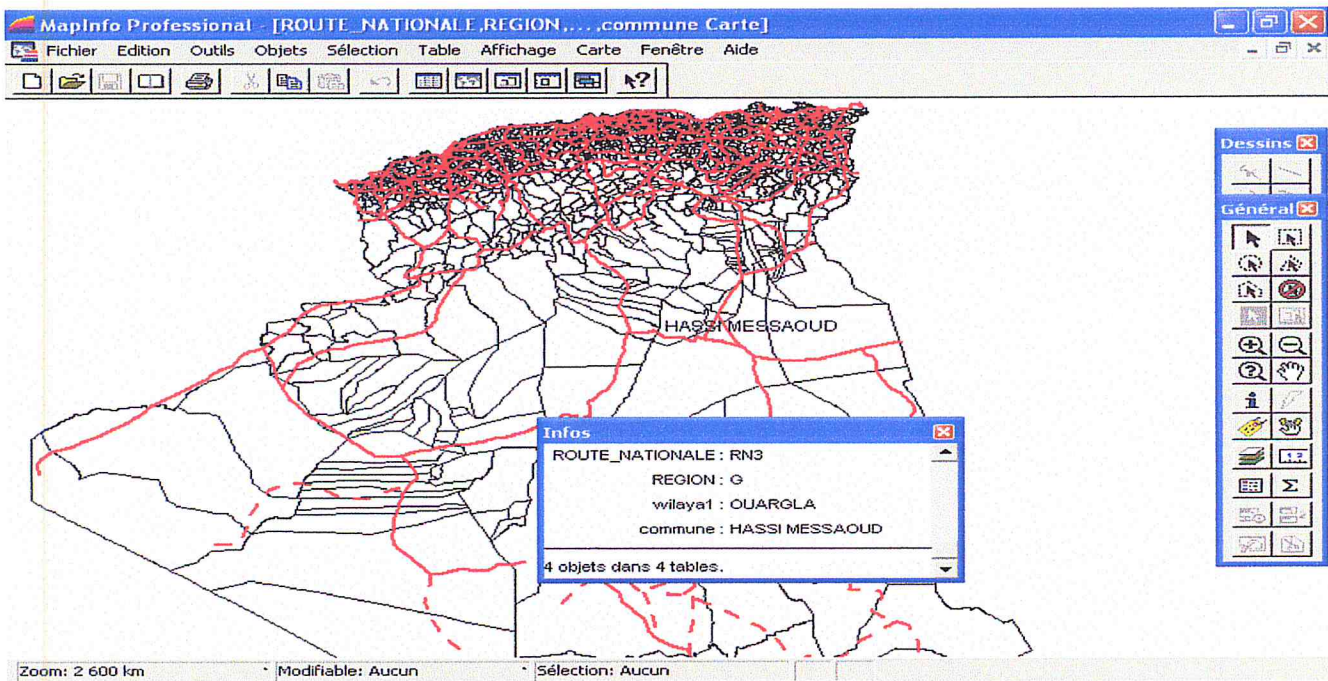 MapInfo Professional - [ROUTE_NATIONALE,REGION,...,commune Carte]
Fichier Edition Outils Objets Sélection Table Affichage Carte Fenêtre Aide
Dessins
Général
HASSI MESSAOUD
Infos
ROUTE_NATIONALE : RN3
REGION : G
wilaya1 : OUARGLA
commune : HASSI MESSAOUD
4 objets dans 4 tables.
Zoom: 2 600 km Modifiable: Aucun Sélection: Aucun